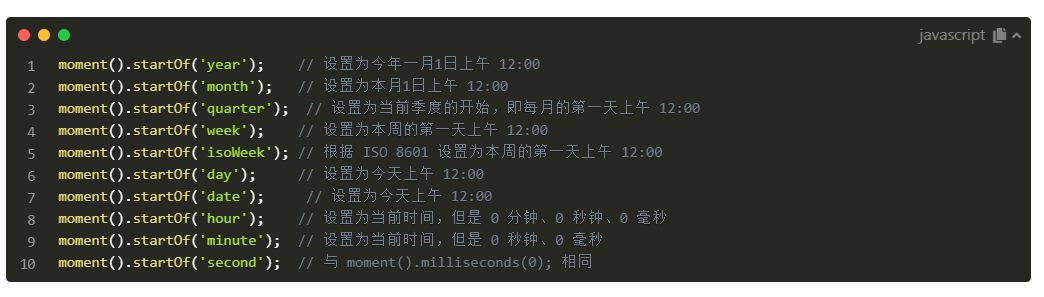 javascript
1 moment().startOf('year');    // 设置为今年一月1日上午 12:00
2 moment().startOf('month');   // 设置为本月1日上午 12:00
3 moment().startOf('quarter');  // 设置为当前季度的开始，即每月的第一天上午 12:00
4 moment().startOf('week');    // 设置为本周的第一天上午 12:00
5 moment().startOf('isoWeek'); // 根据 ISO 8601 设置为本周的第一天上午 12:00
6 moment().startOf('day');     // 设置为今天上午 12:00
7 moment().startOf('date');     // 设置为今天上午 12:00
8 moment().startOf('hour');    // 设置为当前时间，但是 0 分钟、0 秒钟、0 毫秒
9 moment().startOf('minute');  // 设置为当前时间，但是 0 秒钟、0 毫秒
10 moment().startOf('second');  // 与 moment().milliseconds(0); 相同